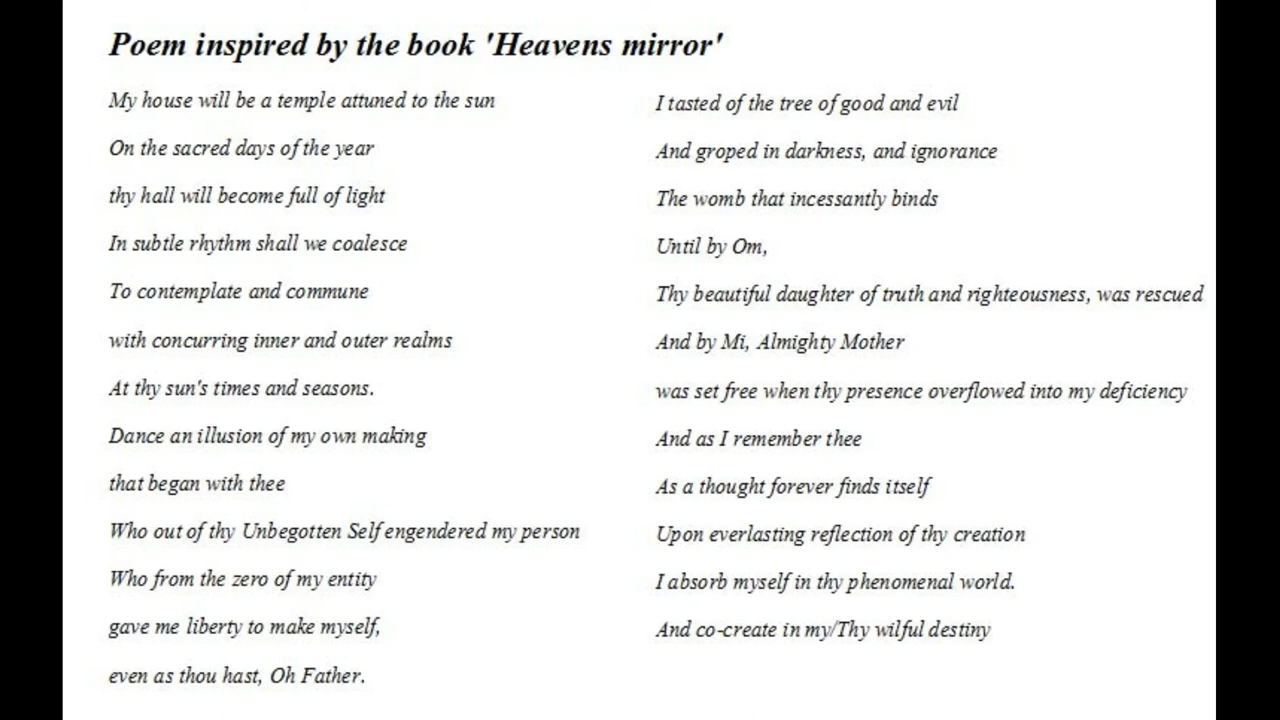 Poem inspired by the book 'Heavens mirror'
My house will be a temple attuned to the sun
On the sacred days of the year
thy hall will become full of light
In subtle rhythm shall we coalesce
To contemplate and commune
with concurring inner and outer realms
At thy sun's times and seasons.
Dance an illusion of my own making
that began with thee
Who out of thy Unbegotten Self engendered my person
Who from the zero of my entity
gave me liberty to make myself,
even as thou hast, Oh Father.
I tasted of the tree of good and evil
And groped in darkness, and ignorance
The womb that incessantly binds
Until by Om,
Thy beautiful daughter of truth and righteousness, was rescued
And by Mi, Almighty Mother
was set free when thy presence overflowed into my deficiency
And as I remember thee
As a thought forever finds itself
Upon everlasting reflection of thy creation
I absorb myself in thy phenomenal world.
And co-create in my/Thy wilful destiny